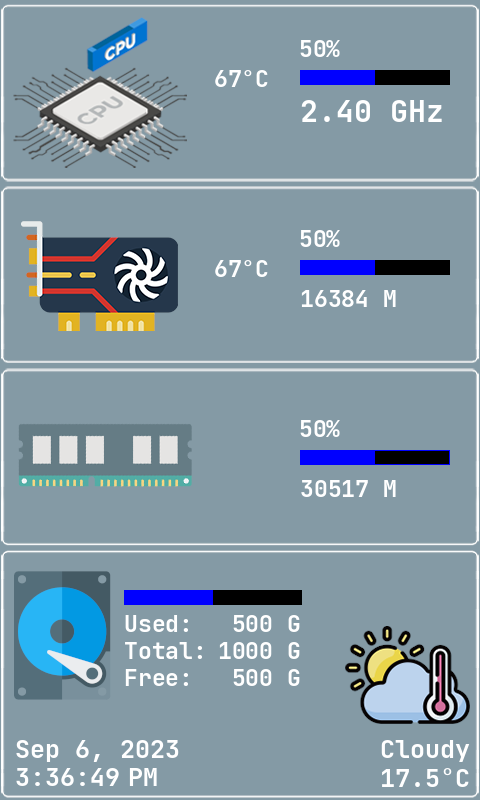 CPU
CPU
50%
67°C
2.40 GHz
50%
67°C
16384 M
50%
30517 M
Used: 500 G
Total: 1000 G
Free: 500 G
Sep 6, 2023
3:36:49 PM
Cloudy
17.5°C